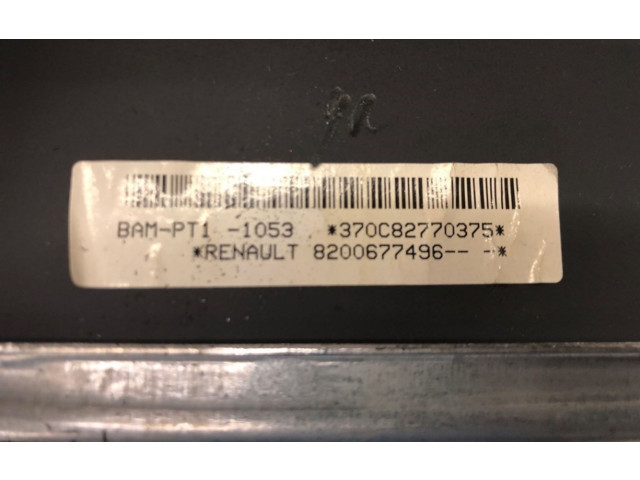 BAM-PT1 -1053 *370C82770375*
*RENAULT 8200677496-- -*